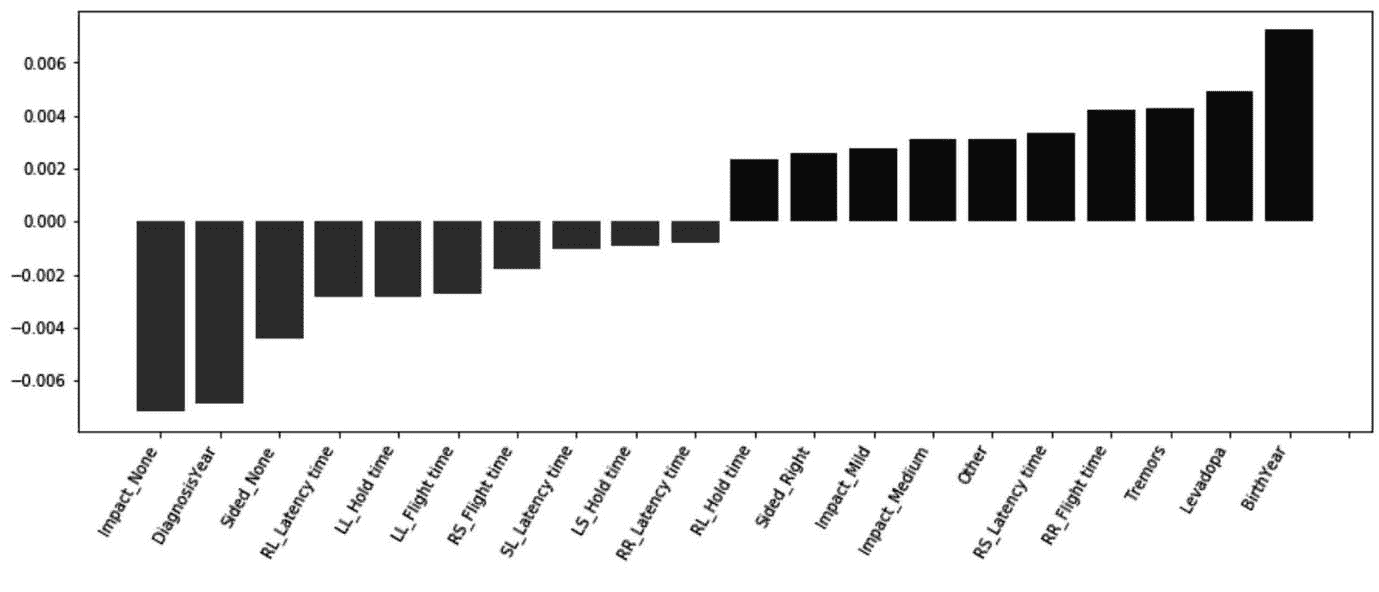 0.006
0.004
0.002
0.000
−0.002
−0.004
−0.006
Impact_None
DiagnosisYear
Sided_None
RL_Latency time
LL_Hold time
LL_Flight time
RS_Flight time
SL_Latency time
LS_Hold time
RR_Latency time
RL_Hold time
Sided_Right
Impact_Mild
Impact_Medium
Other
RS_Latency time
RR_Flight time
Tremors
Levadopa
BirthYear